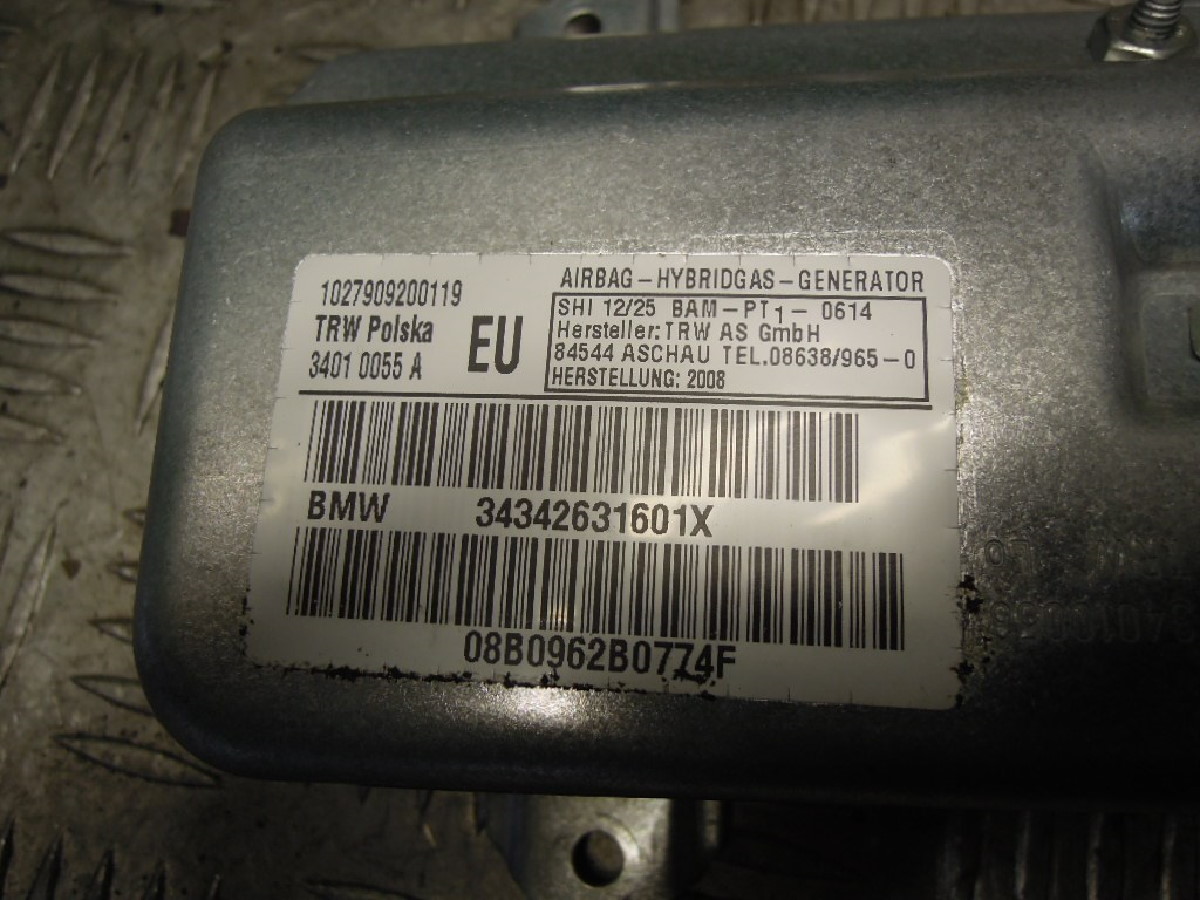 1027909200119
TRW Polska
3401 0055 A
EU
AIRBAG-HYBRIDGAS-GENERATOR
SHI 12/25 BAM-PT1- 0614
Hersteller: TRW AS GmbH
84544 ASCHAU TEL.08638/965-0
HERSTELLUNG: 2008
BMW 34342631601X
08B0962B0774F